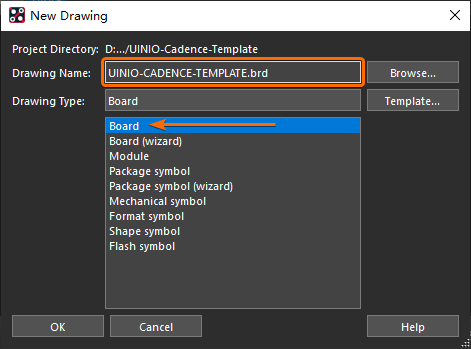 New Drawing
Project Directory: D:.../UINIO-Cadence-Template
Drawing Name: UINIO-CADENCE-TEMPLATE.brd Browse...
Drawing Type: Board Template...
Board
Board (wizard)
Module
Package symbol
Package symbol (wizard)
Mechanical symbol
Format symbol
Shape symbol
Flash symbol
OK Cancel Help